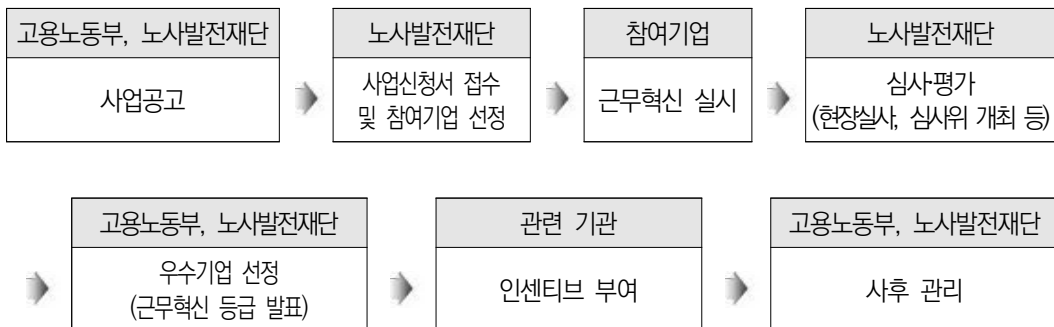 고용노동부, 노사발전재단
사업공고
노사발전재단
사업신청서 접수
및 참여기업 선정
참여기업
근무혁신 실시
노사발전재단
심사·평가
(현장실사, 심사위 개최 등)
고용노동부, 노사발전재단
우수기업 선정
(근무혁신 등급 발표)
관련 기관
인센티브 부여
고용노동부, 노사발전재단
사후 관리